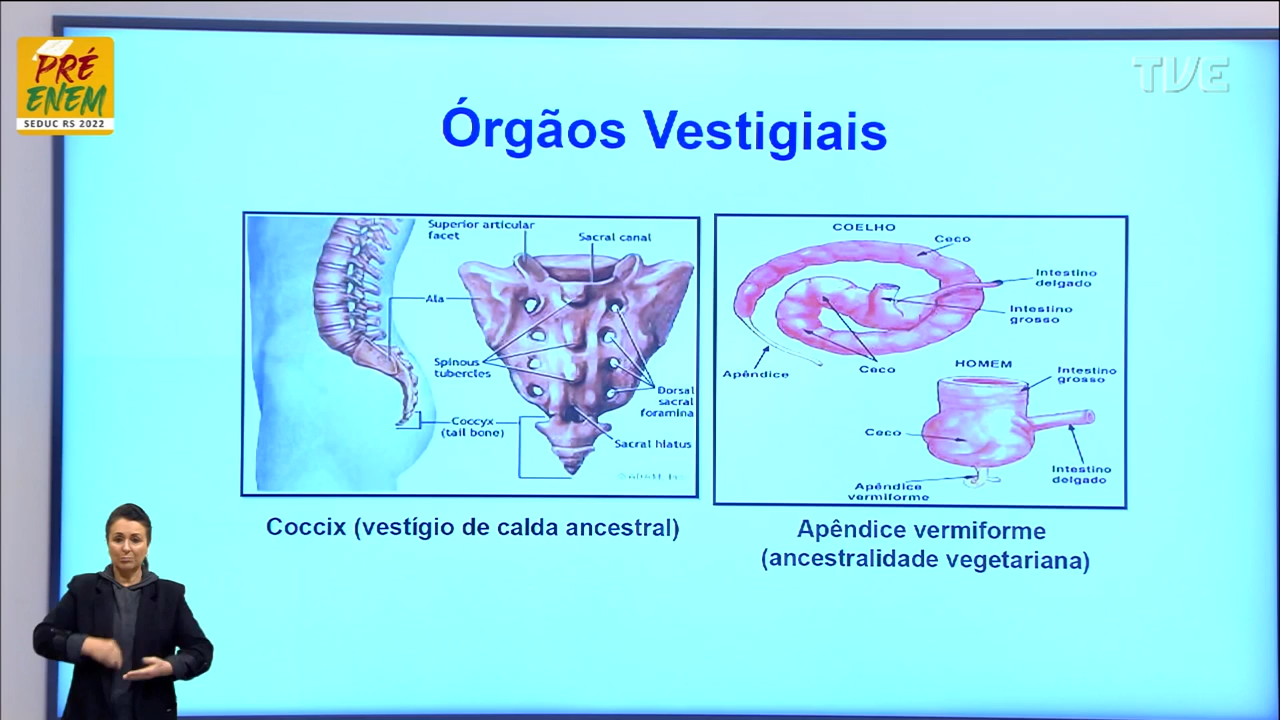 PRÉ
ENEM
SEDUC RS 2022
TVE
Órgãos Vestigiais
Superior articular
facet
Sacral canal
Ala
Spinous
tubercles
Dorsal
sacral
foramina
Coccyx
(tail bone)
Sacral hiatus
COELHO
Ceco
Intestino
delgado
Intestino
grosso
Apêndice
Ceco
HOMEM
Intestino
grosso
Ceco
Intestino
delgado
Apêndice
vermiforme
Coccix (vestígio de calda ancestral)
Apêndice vermiforme
(ancestralidade vegetariana)